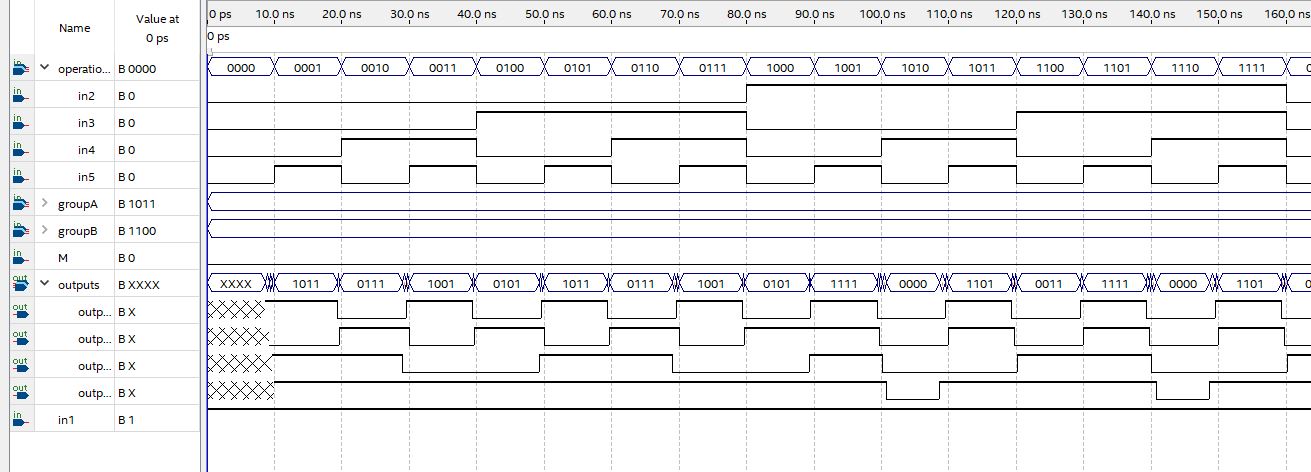 Name
Value at
0 ps
0 ps 10.0 ns 20.0 ns 30.0 ns 40.0 ns 50.0 ns 60.0 ns 70.0 ns 80.0 ns 90.0 ns 100.0 ns 110.0 ns 120.0 ns 130.0 ns 140.0 ns 150.0 ns 160.0 ns
0 ps
in operatio... B 0000 0000 0001 0010 0011 0100 0101 0110 0111 1000 1001 1010 1011 1100 1101 1110 1111 0
in in2 B 0
in in3 B 0
in in4 B 0
in in5 B 0
in groupA B 1011
in groupB B 1100
in M B 0
out outputs B XXXX XXXX 1011 0111 1001 0101 1011 0111 1001 0101 1111 0000 1101 0011 1111 0000 1101 0
out outp... B X
out outp... B X
out outp... B X
out outp... B X
in in1 B 1